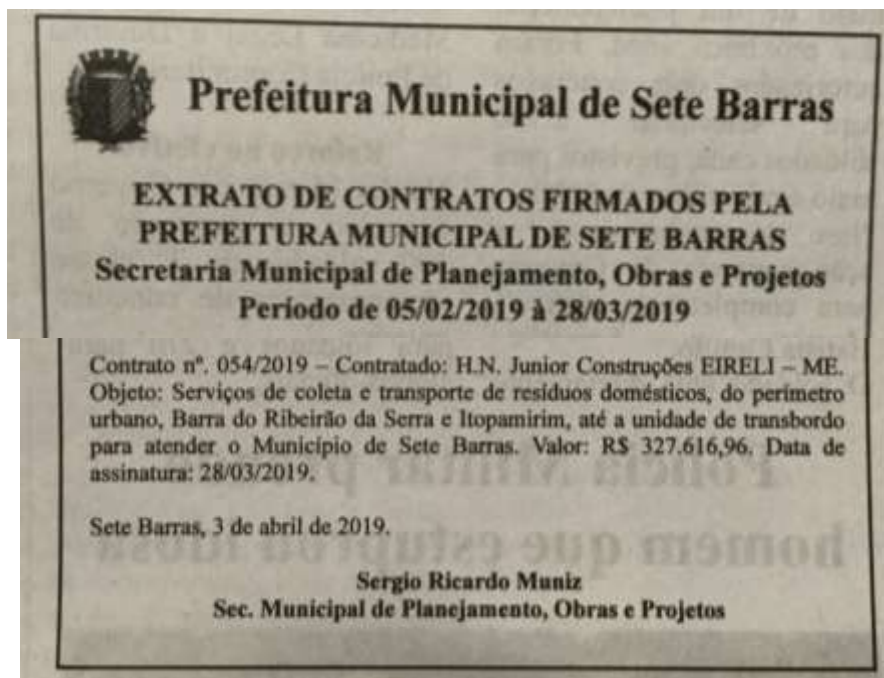 Prefeitura Municipal de Sete Barras
EXTRATO DE CONTRATOS FIRMADOS PELA
PREFEITURA MUNICIPAL DE SETE BARRAS
Secretaria Municipal de Planejamento, Obras e Projetos
Período de 05/02/2019 à 28/03/2019
Contrato nº. 054/2019 – Contratado: H.N. Junior Construções EIRELI – ME.
Objeto: Serviços de coleta e transporte de resíduos domésticos, do perímetro
urbano, Barra do Ribeirão da Serra e Itopamirim, até a unidade de transbordo
para atender o Município de Sete Barras. Valor: R$ 327.616,96. Data de
assinatura: 28/03/2019.
Sete Barras, 3 de abril de 2019.
Sergio Ricardo Muniz
Sec. Municipal de Planejamento, Obras e Projetos